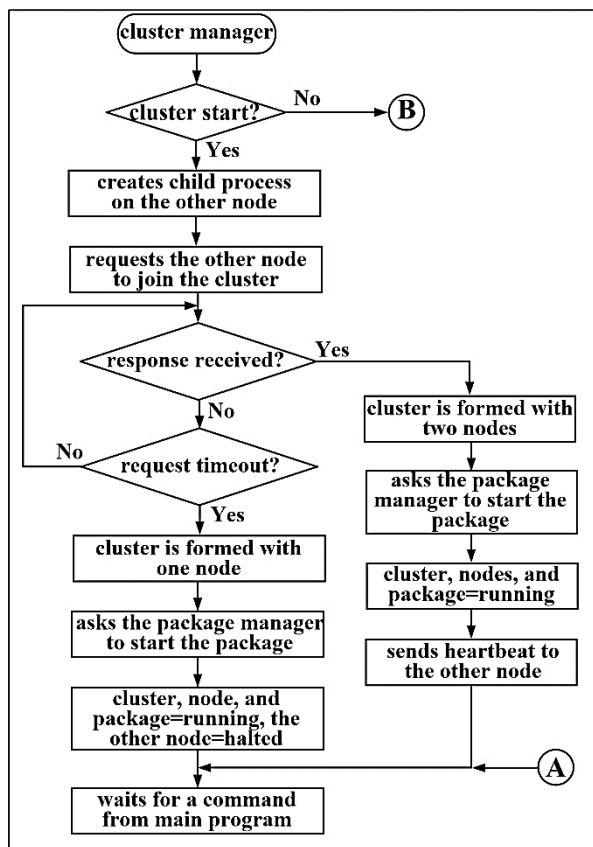 cluster manager
cluster start?
No
B
Yes
creates child process
on the other node
requests the other node
to join the cluster
response received?
Yes
No
cluster is formed with
two nodes
No
request timeout?
asks the package
manager to start the
package
Yes
cluster is formed with
one node
cluster, nodes, and
package=running
asks the package manager
to start the package
sends heartbeat to
the other node
cluster, node, and
package=running, the
other node=halted
A
waits for a command
from main program